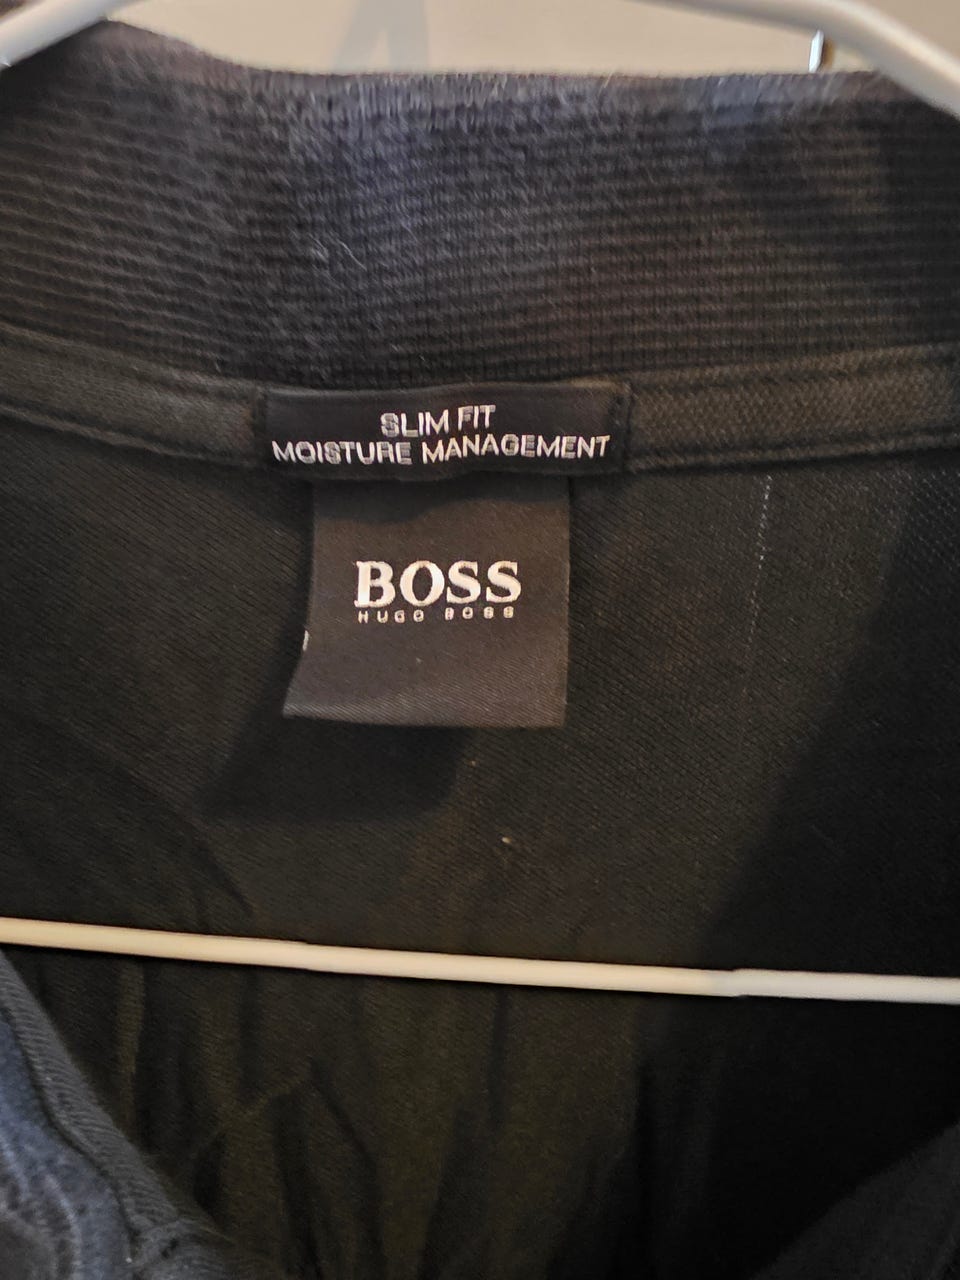 SLIM FIT
MOISTURE MANAGEMENT
BOSS
HUGO BOSS